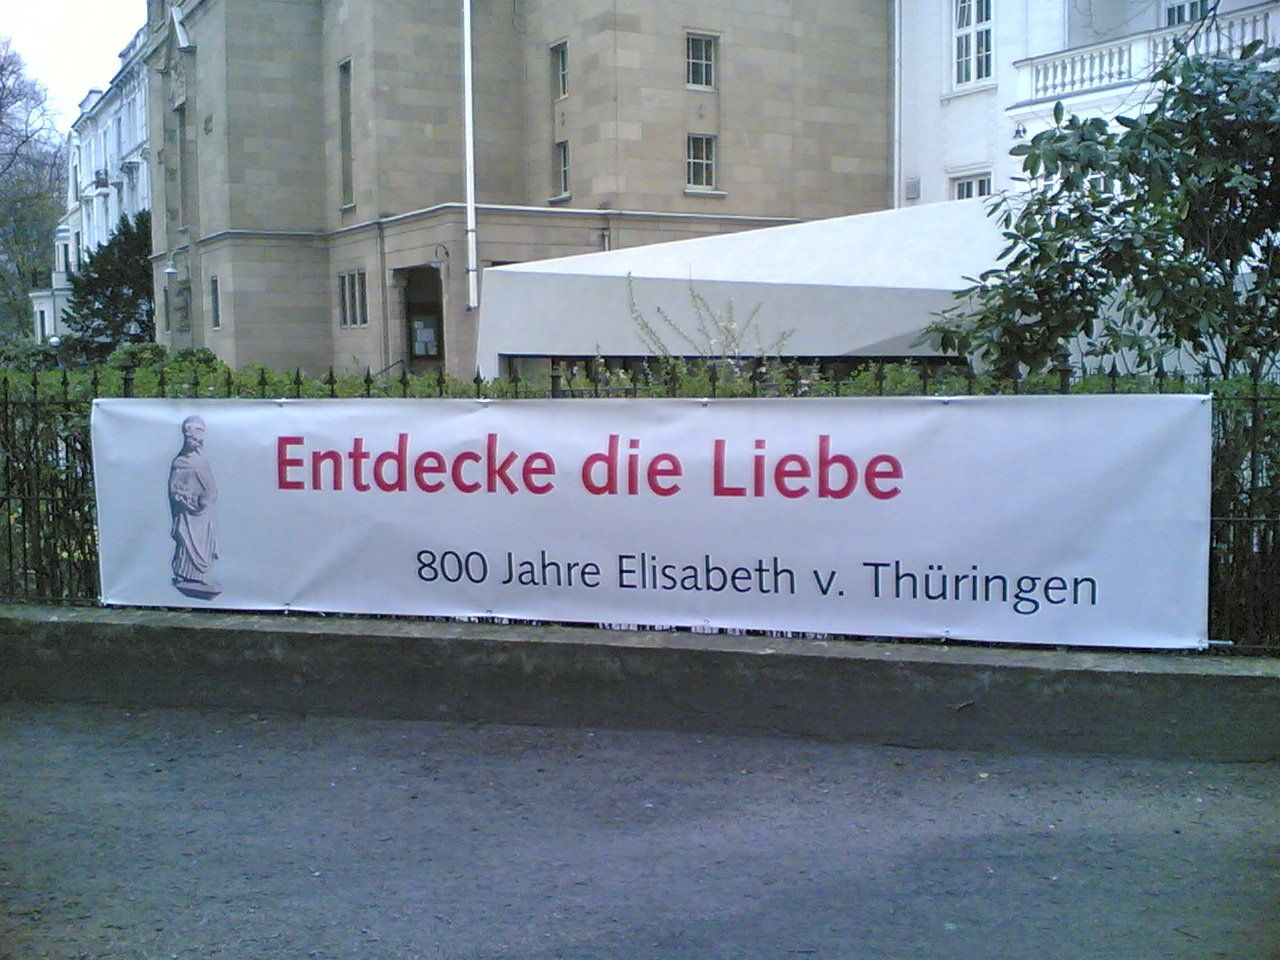 Entdecke die Liebe
800 Jahre Elisabeth v. Thüringen